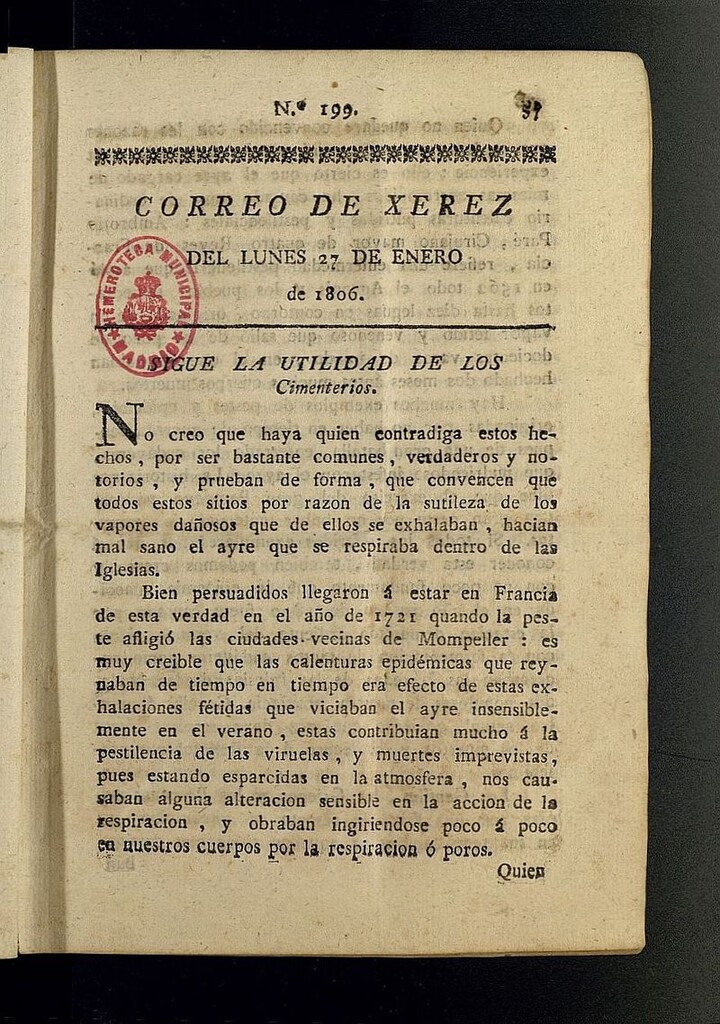 N.º 199.
37
CORREO DE XEREZ
DEL LUNES 27 DE ENERO
de 1806.
HEMEROTECA MUNICIPAL
MADRID
SIGUE LA UTILIDAD DE LOS
Cimenterios.
No creo que haya quien contradiga estos he-
chos, por ser bastante comunes, verdaderos y no-
torios, y prueban de forma, que convencen que
todos estos sitios por razon de la sutileza de los
vapores dañosos que de ellos se exhalaban, hacian
mal sano el ayre que se respiraba dentro de las
Iglesias.
Bien persuadidos llegaron á estar en Francia
de esta verdad en el año de 1721 quando la pes-
te afligió las ciudades vecinas de Mompeller: es
muy creible que las calenturas epidémicas que rey-
naban de tiempo en tiempo era efecto de estas ex-
halaciones fétidas que viciaban el ayre insensible-
mente en el verano, estas contribuian mucho á la
pestilencia de las viruelas, y muertes imprevistas,
pues estando esparcidas en la atmosfera, nos cau-
saban alguna alteracion sensible en la accion de la
respiracion, y obraban ingiriendose poco á poco
en nuestros cuerpos por la respiracion ó poros.
Quien